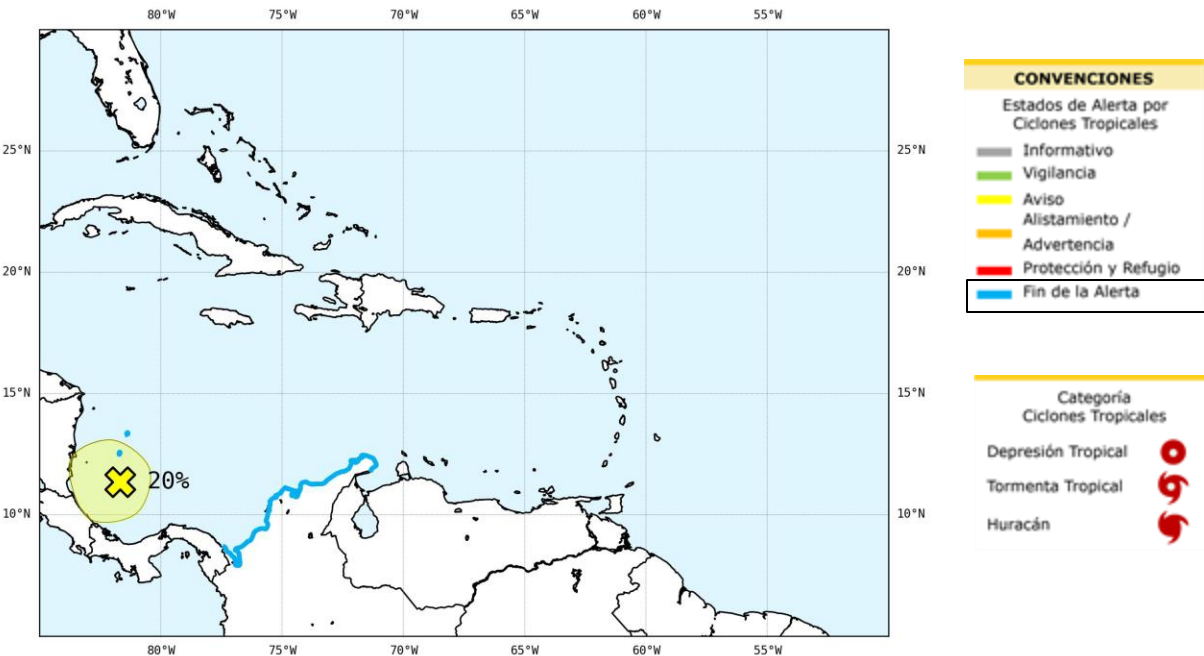 80°W 75°W 70°W 65°W 60°W 55°W
25°N 25°N
20°N 20°N
15°N 15°N
20%
10°N 10°N
80°W 75°W 70°W 65°W 60°W 55°W
CONVENCIONES
Estados de Alerta por
Ciclones Tropicales
Informativo
Vigilancia
Aviso
Alistamiento /
Advertencia
Protección y Refugio
Fin de la Alerta
Categoría
Ciclones Tropicales
Depresión Tropical
Tormenta Tropical
Huracán